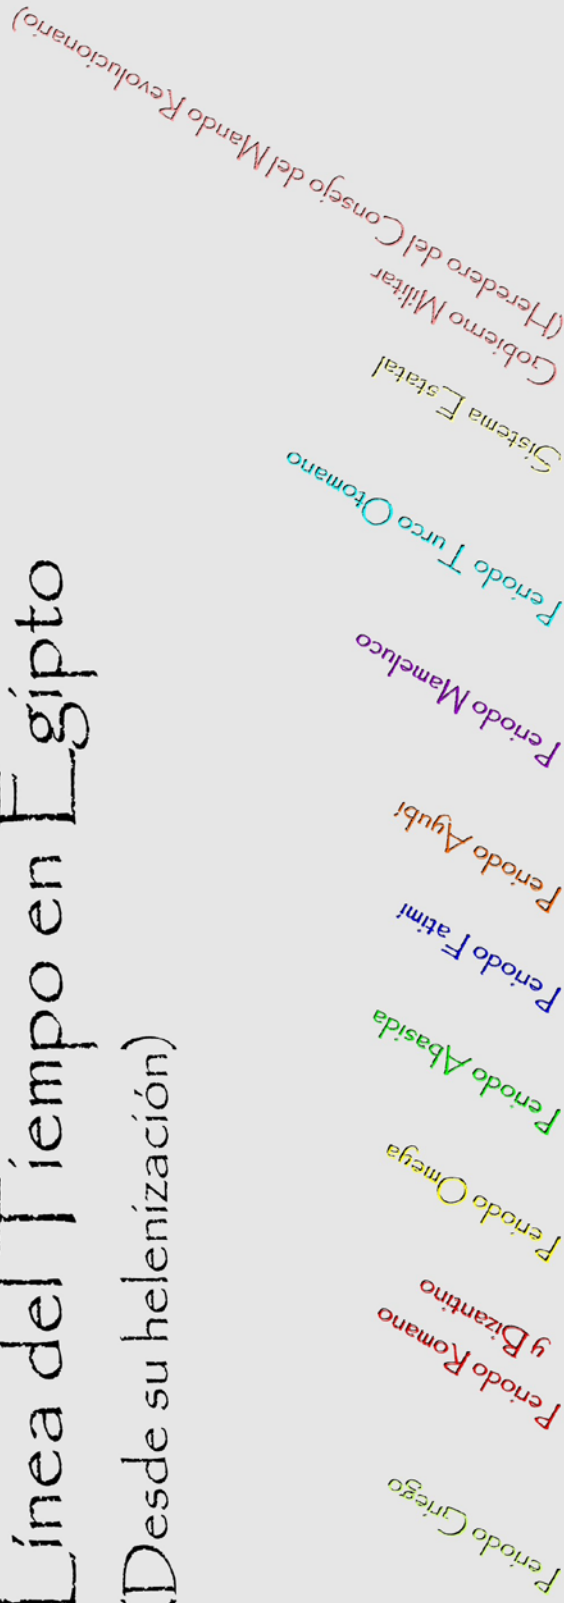 Línea del Tiempo en Egipto
(Desde su helenización)
Periodo Griego
Periodo Romano
y Bizantino
Periodo Omeya
Periodo Abasida
Periodo Fatimí
Periodo Ayubí
Periodo Mameluco
Periodo Turco Otomano
Sistema Estatal
Gobierno Militar
(Heredero del Consejo del Mando Revolucionario)